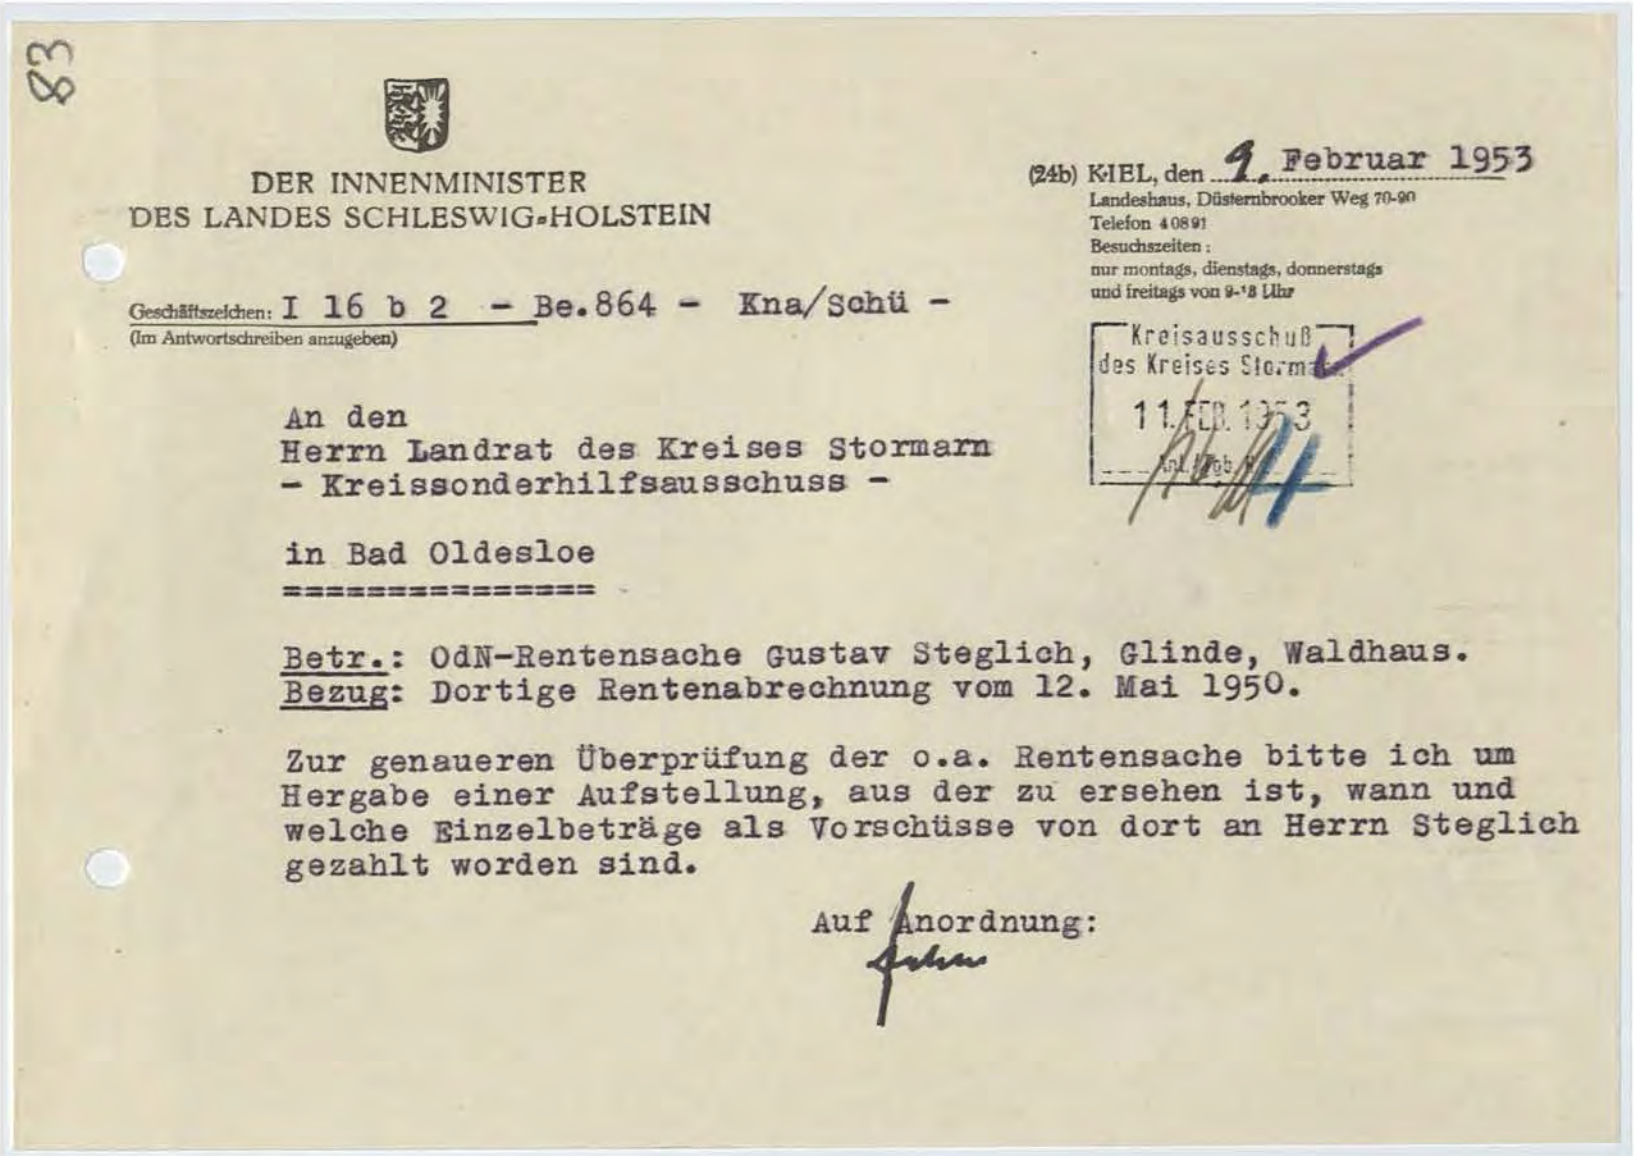 83
DER INNENMINISTER
DES LANDES SCHLESWIG-HOLSTEIN
(24b) KIEL, den 9. Februar 1953
Landeshaus, Düsternbrooker Weg 70-90
Telefon 40891
Besuchszeiten:
nur montags, dienstags, donnerstags
und freitags von 9-18 Uhr
Geschäftszeichen: I 16 b 2 - Be.864 - Kna/Schü -
(Im Antwortschreiben anzugeben)
Kreisausschuß
des Kreises Stormarn
11. FEB. 1953
An den
Herrn Landrat des Kreises Stormarn
- Kreissonderhilfsausschuss -
in Bad Oldesloe
===============
Betr.: OdN-Rentensache Gustav Steglich, Glinde, Waldhaus.
Bezug: Dortige Rentenabrechnung vom 12. Mai 1950.
Zur genaueren Überprüfung der o.a. Rentensache bitte ich um
Hergabe einer Aufstellung, aus der zu ersehen ist, wann und
welche Einzelbeträge als Vorschüsse von dort an Herrn Steglich
gezahlt worden sind.
Auf Anordnung: